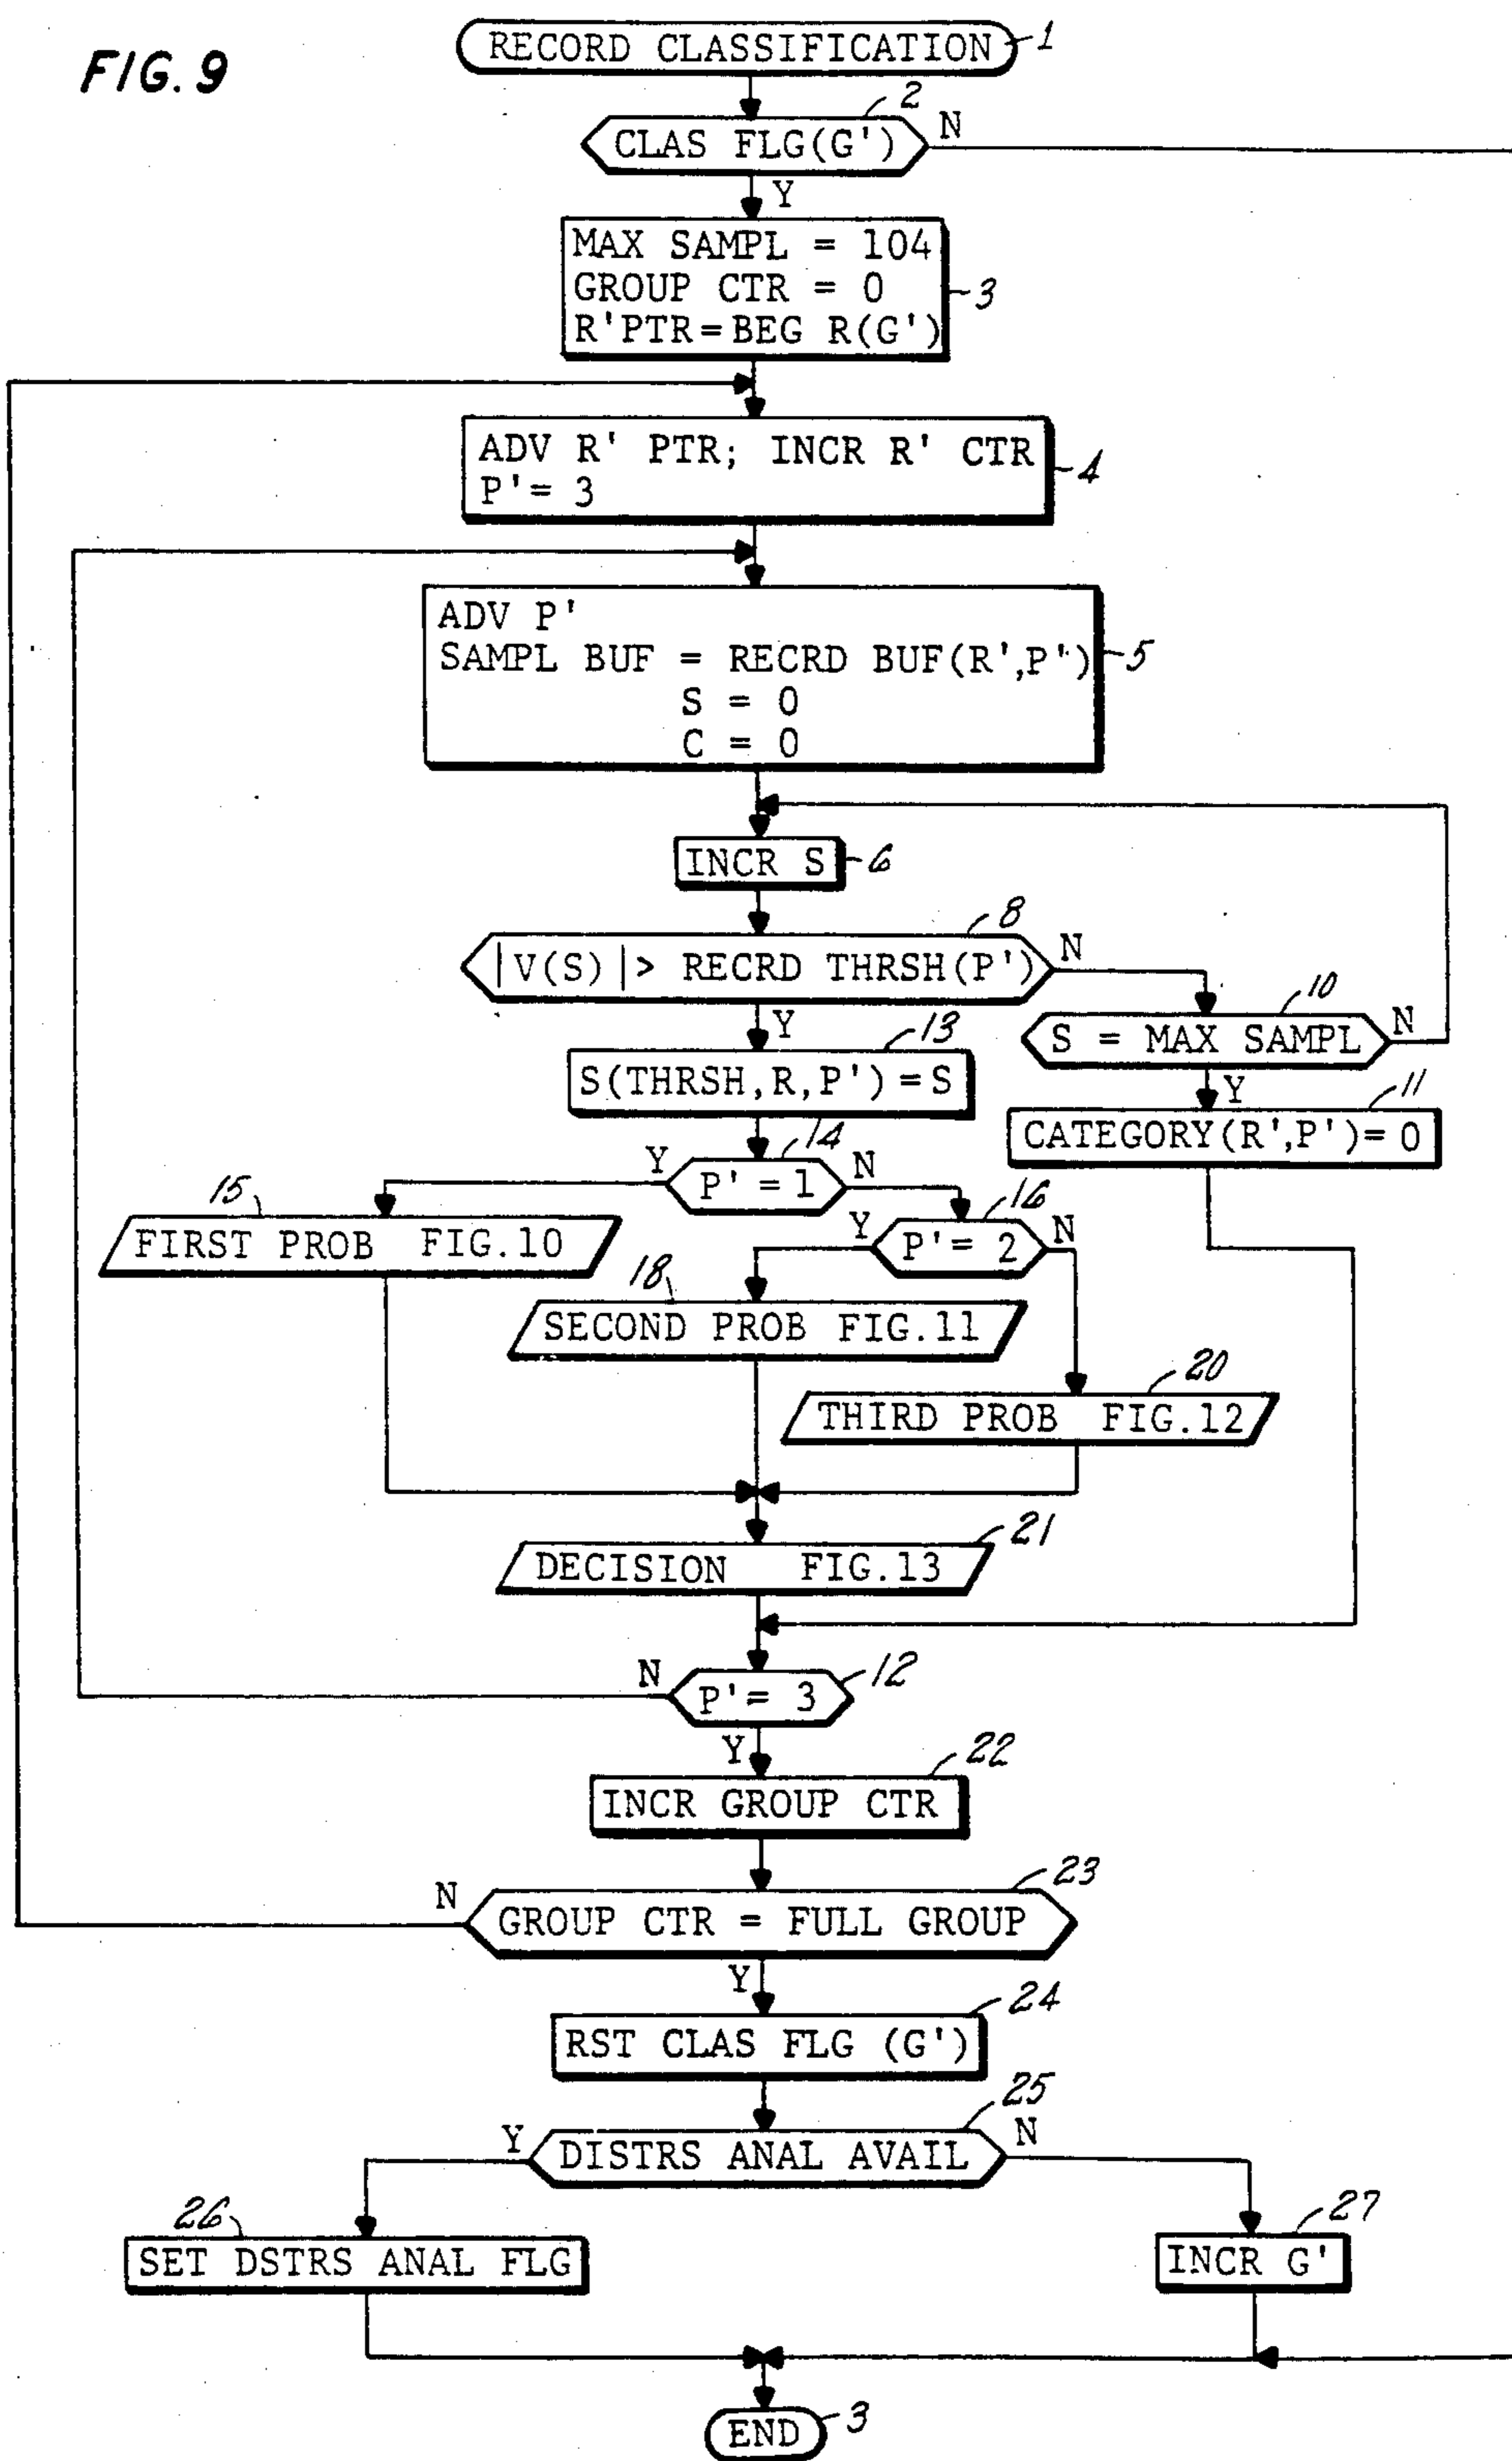 FIG. 9
RECORD CLASSIFICATION
1
2
CLAS FLG(G')
N
Y
MAX SAMPL = 104
GROUP CTR = 0
R'PTR=BEG R(G')
3
ADV R' PTR; INCR R' CTR
P'= 3
4
ADV P'
SAMPL BUF = RECRD BUF(R',P')
S = 0
C = 0
5
INCR S
6
8
|V(S)|> RECRD THRSH(P')
N
Y
10
S = MAX SAMPL
N
Y
13
S(THRSH,R,P')=S
11
CATEGORY(R',P')= 0
14
Y
P'=1
N
15
FIRST PROB FIG.10
16
Y
P'= 2
N
18
SECOND PROB FIG.11
20
THIRD PROB FIG.12
21
DECISION FIG.13
N
P'= 3
12
Y
22
INCR GROUP CTR
23
N
GROUP CTR = FULL GROUP
Y
24
RST CLAS FLG (G')
25
Y
DISTRS ANAL AVAIL
N
26
SET DSTRS ANAL FLG
27
INCR G'
END
3